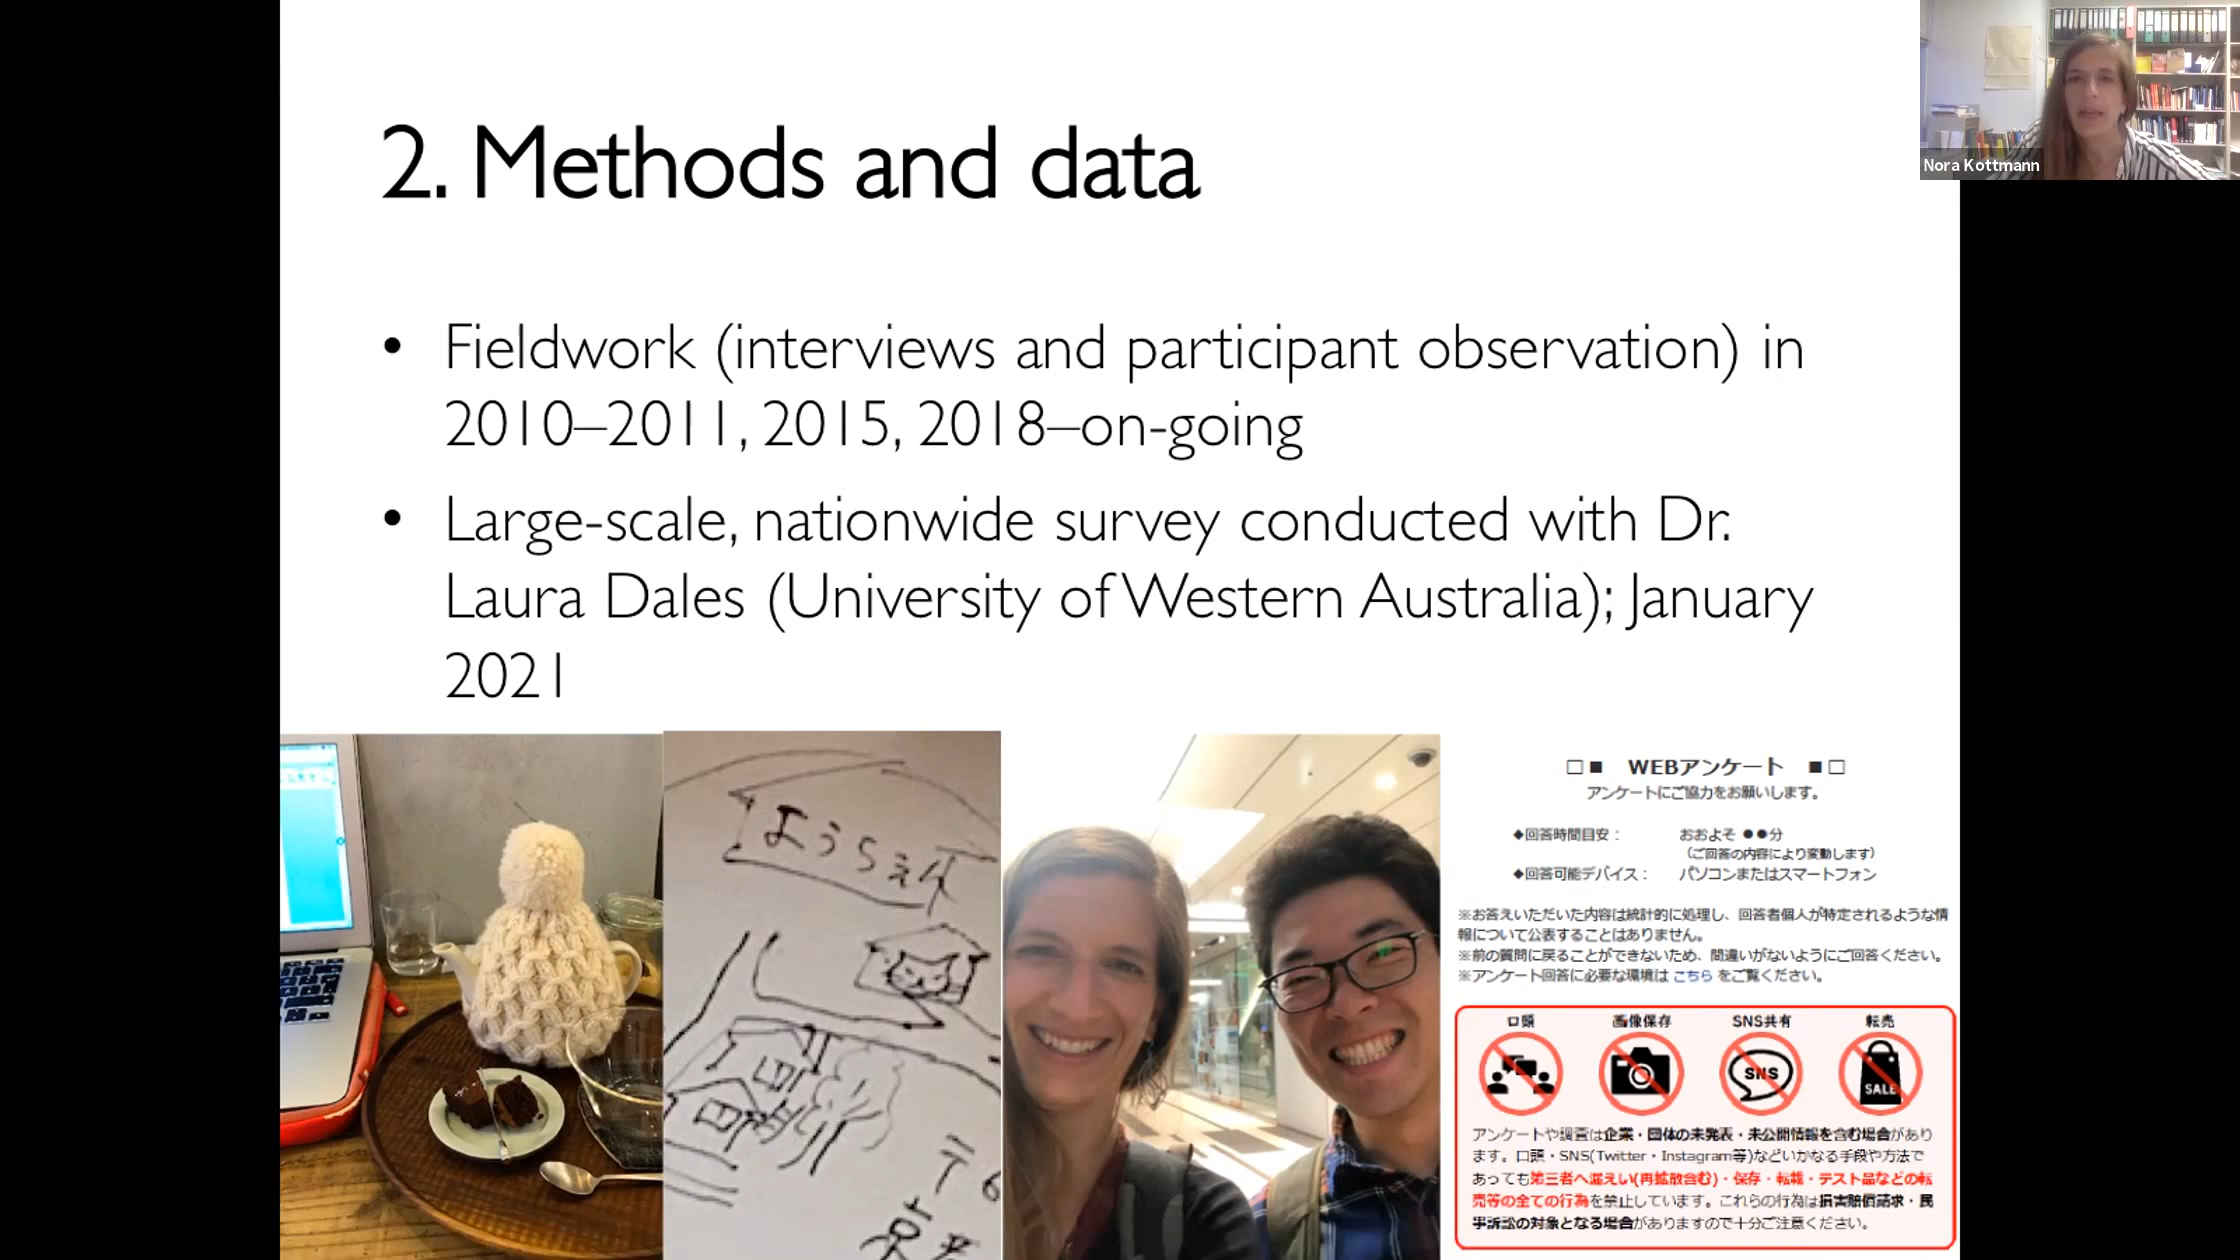 2. Methods and data
Nora Kottmann
• Fieldwork (interviews and participant observation) in
2010–2011, 2015, 2018–on-going
• Large-scale, nationwide survey conducted with Dr.
Laura Dales (University of Western Australia); January
2021
ようちえん
〒6
京都
□■ WEBアンケート ■□
アンケートにご協力をお願いします。
◆回答時間目安: おおよそ ●●分
(ご回答の内容により変動します)
◆回答可能デバイス: パソコンまたはスマートフォン
※お答えいただいた内容は統計的に処理し、回答者個人が特定されるような情
報について公表することはありません。
※前の質問に戻ることができないため、間違いがないようにご回答ください。
※アンケート回答に必要な環境は こちら をご覧ください。
口頭 画像保存 SNS共有 転売
SNS SALE
アンケートや調査は企業・団体の未発表・未公開情報を含む場合があり
ます。口頭・SNS(Twitter・Instagram等)などいかなる手段や方法で
あっても第三者へ漏えい(再拡散含む)・保存・転載・テスト品などの転
売等の全ての行為を禁止しています。これらの行為は損害賠償請求・民
事訴訟の対象となる場合がありますので十分ご注意ください。